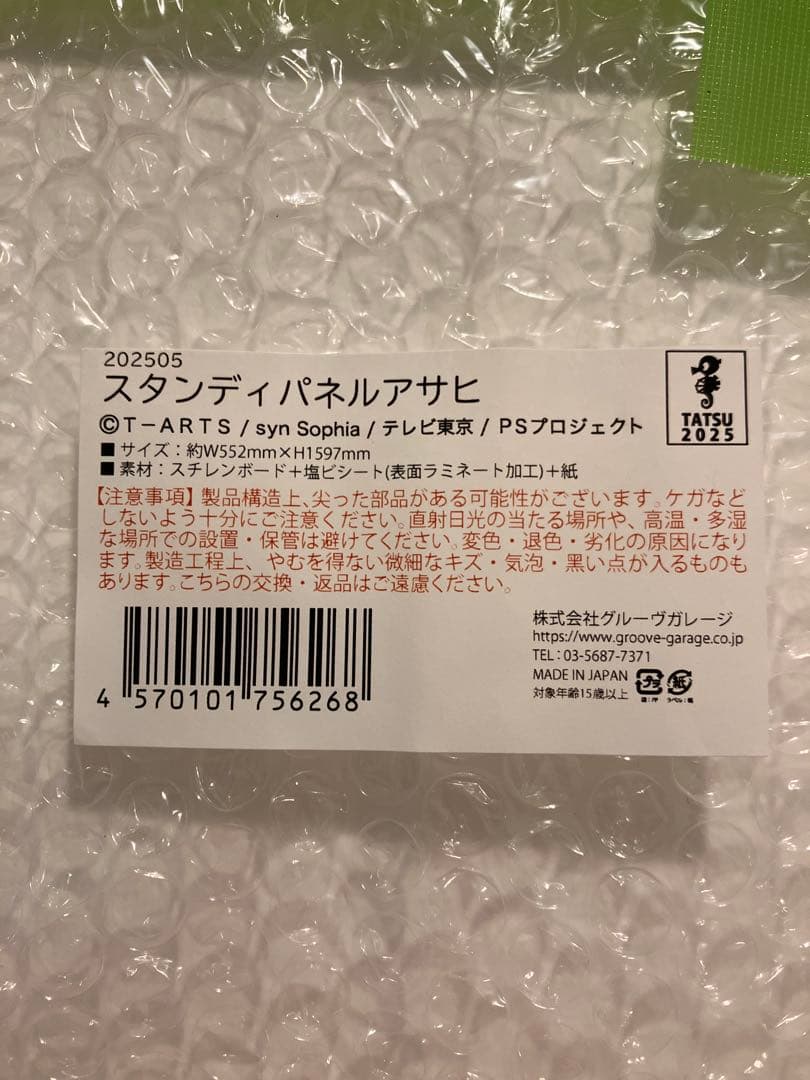 202505
スタンディパネルアサヒ
©T－ARTS / syn Sophia / テレビ東京 / PSプロジェクト
■ サイズ：約W552mm×H1597mm
■ 素材：スチレンボード＋塩ビシート(表面ラミネート加工)＋紙
【注意事項】製品構造上、尖った部品がある可能性がございます。ケガなど
しないよう十分にご注意ください。直射日光の当たる場所や、高温・多湿
な場所での設置・保管は避けてください。変色・退色・劣化の原因になり
ます。製造工程上、やむを得ない微細なキズ・気泡・黒い点が入るものも
あります。こちらの交換・返品はご遠慮ください。
TATSU
2025
4 570101 756268
株式会社グルーヴガレージ
https://www.groove-garage.co.jp
TEL：03-5687-7371
MADE IN JAPAN
対象年齢15歳以上
プラ
紙
袋：PP
ラベル：紙